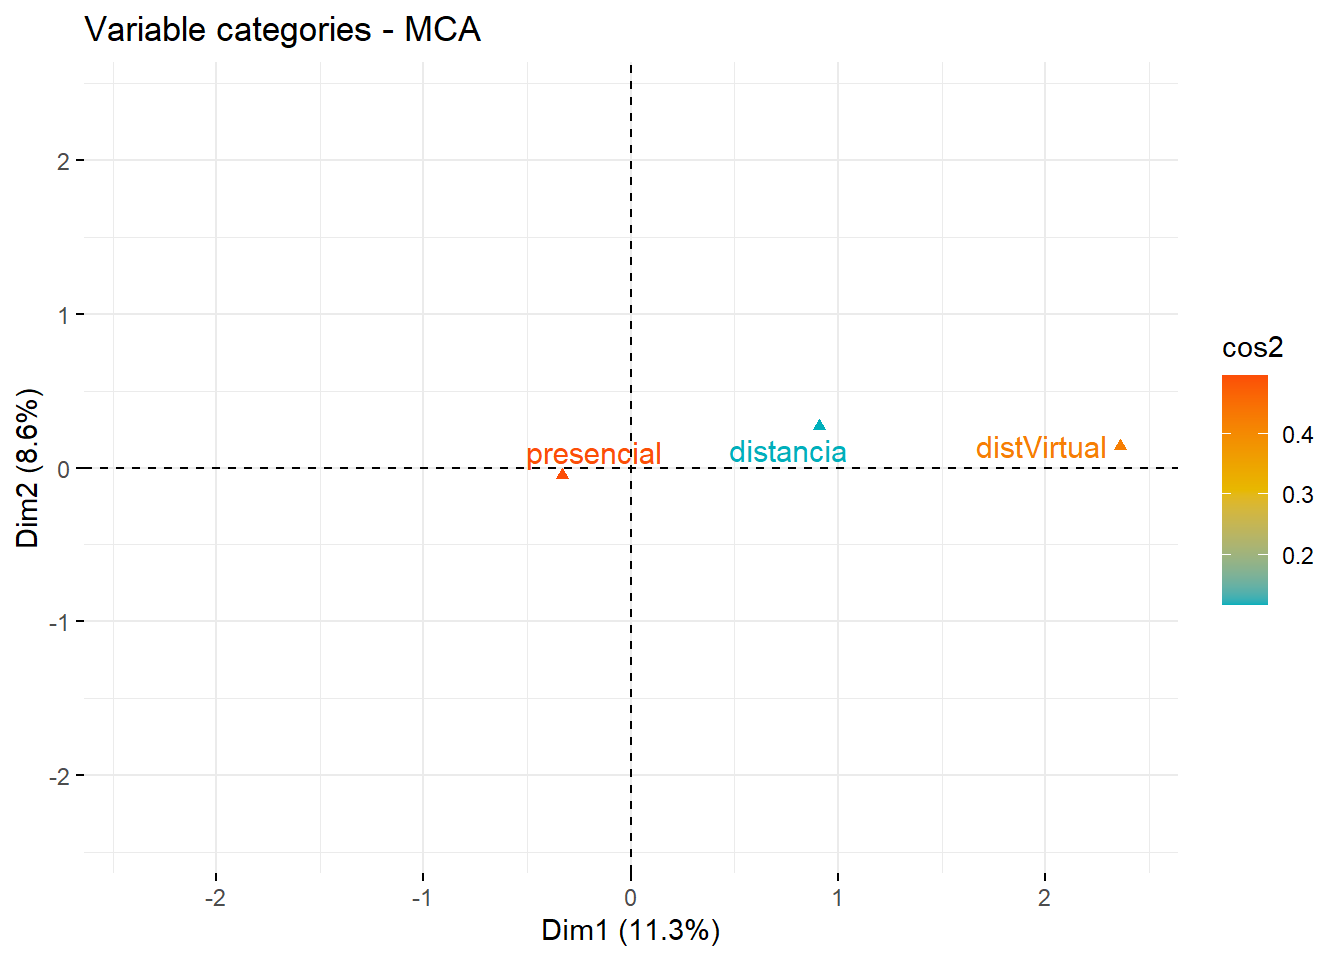 Variable categories - MCA
2
1
0
-1
-2
Dim2 (8.6%)
presencial
distancia
distVirtual
-2
-1
0
1
2
Dim1 (11.3%)
cos2
0.4
0.3
0.2